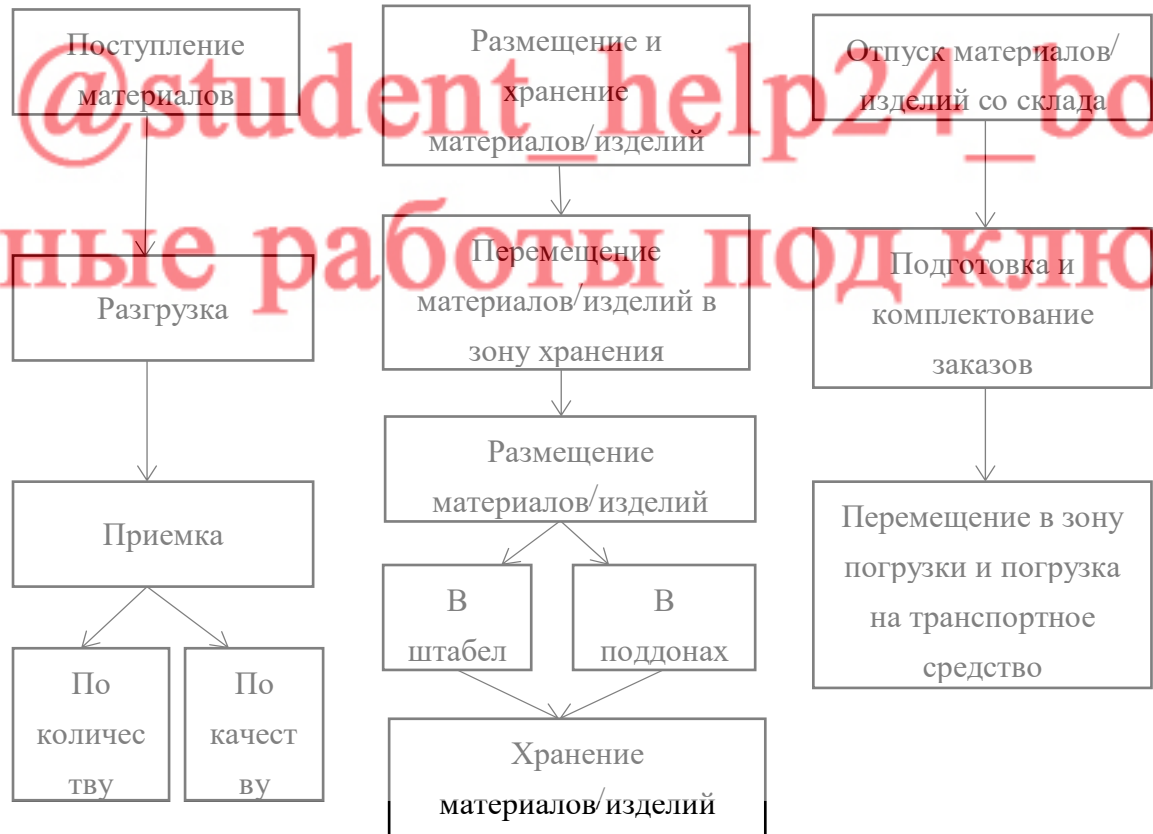 Поступление
материалов
Размещение и
хранение
материалов/изделий
Отпуск материалов/
изделий со склада
@student_help24_bo
ные работы под клю
Разгрузка
Перемещение
материалов/изделий в
зону хранения
Подготовка и
комплектование
заказов
Приемка
Размещение
материалов/изделий
Перемещение в зону
погрузки и погрузка
на транспортное
средство
По
количес
тву
По
качест
ву
В
штабел
В
поддонах
Хранение
материалов/изделий